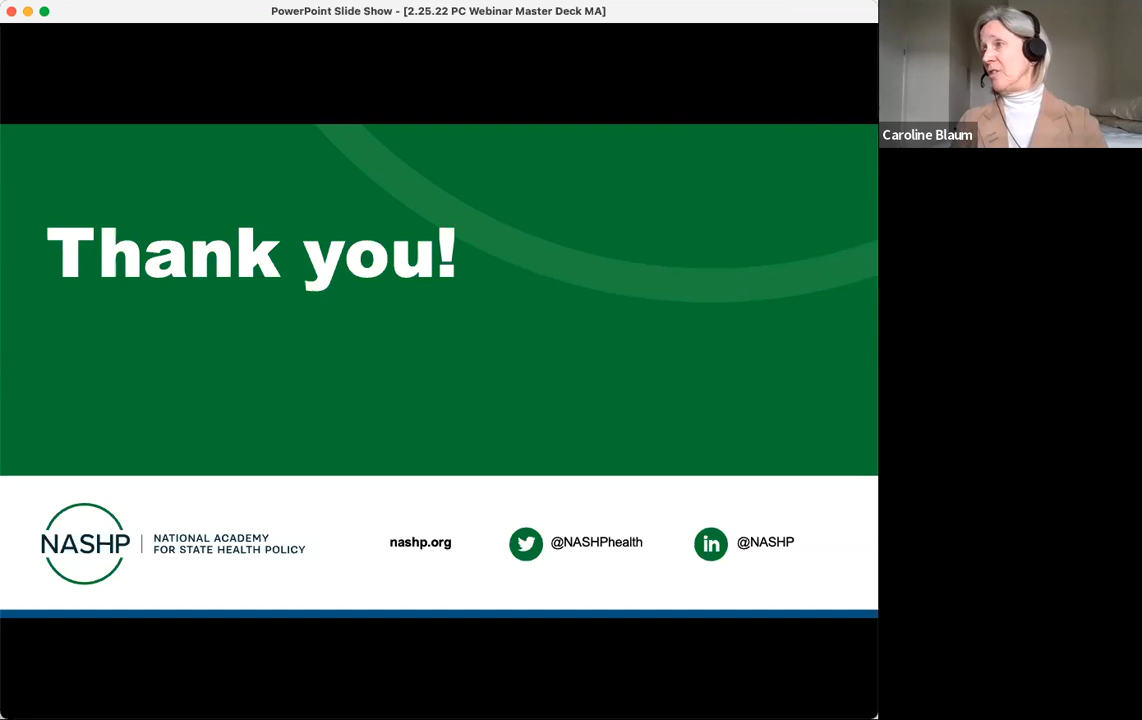 PowerPoint Slide Show - [2.25.22 PC Webinar Master Deck MA]
Caroline Blaum
Thank you!
NASHP
NATIONAL ACADEMY
FOR STATE HEALTH POLICY
nashp.org
@NASHPhealth
in
@NASHP